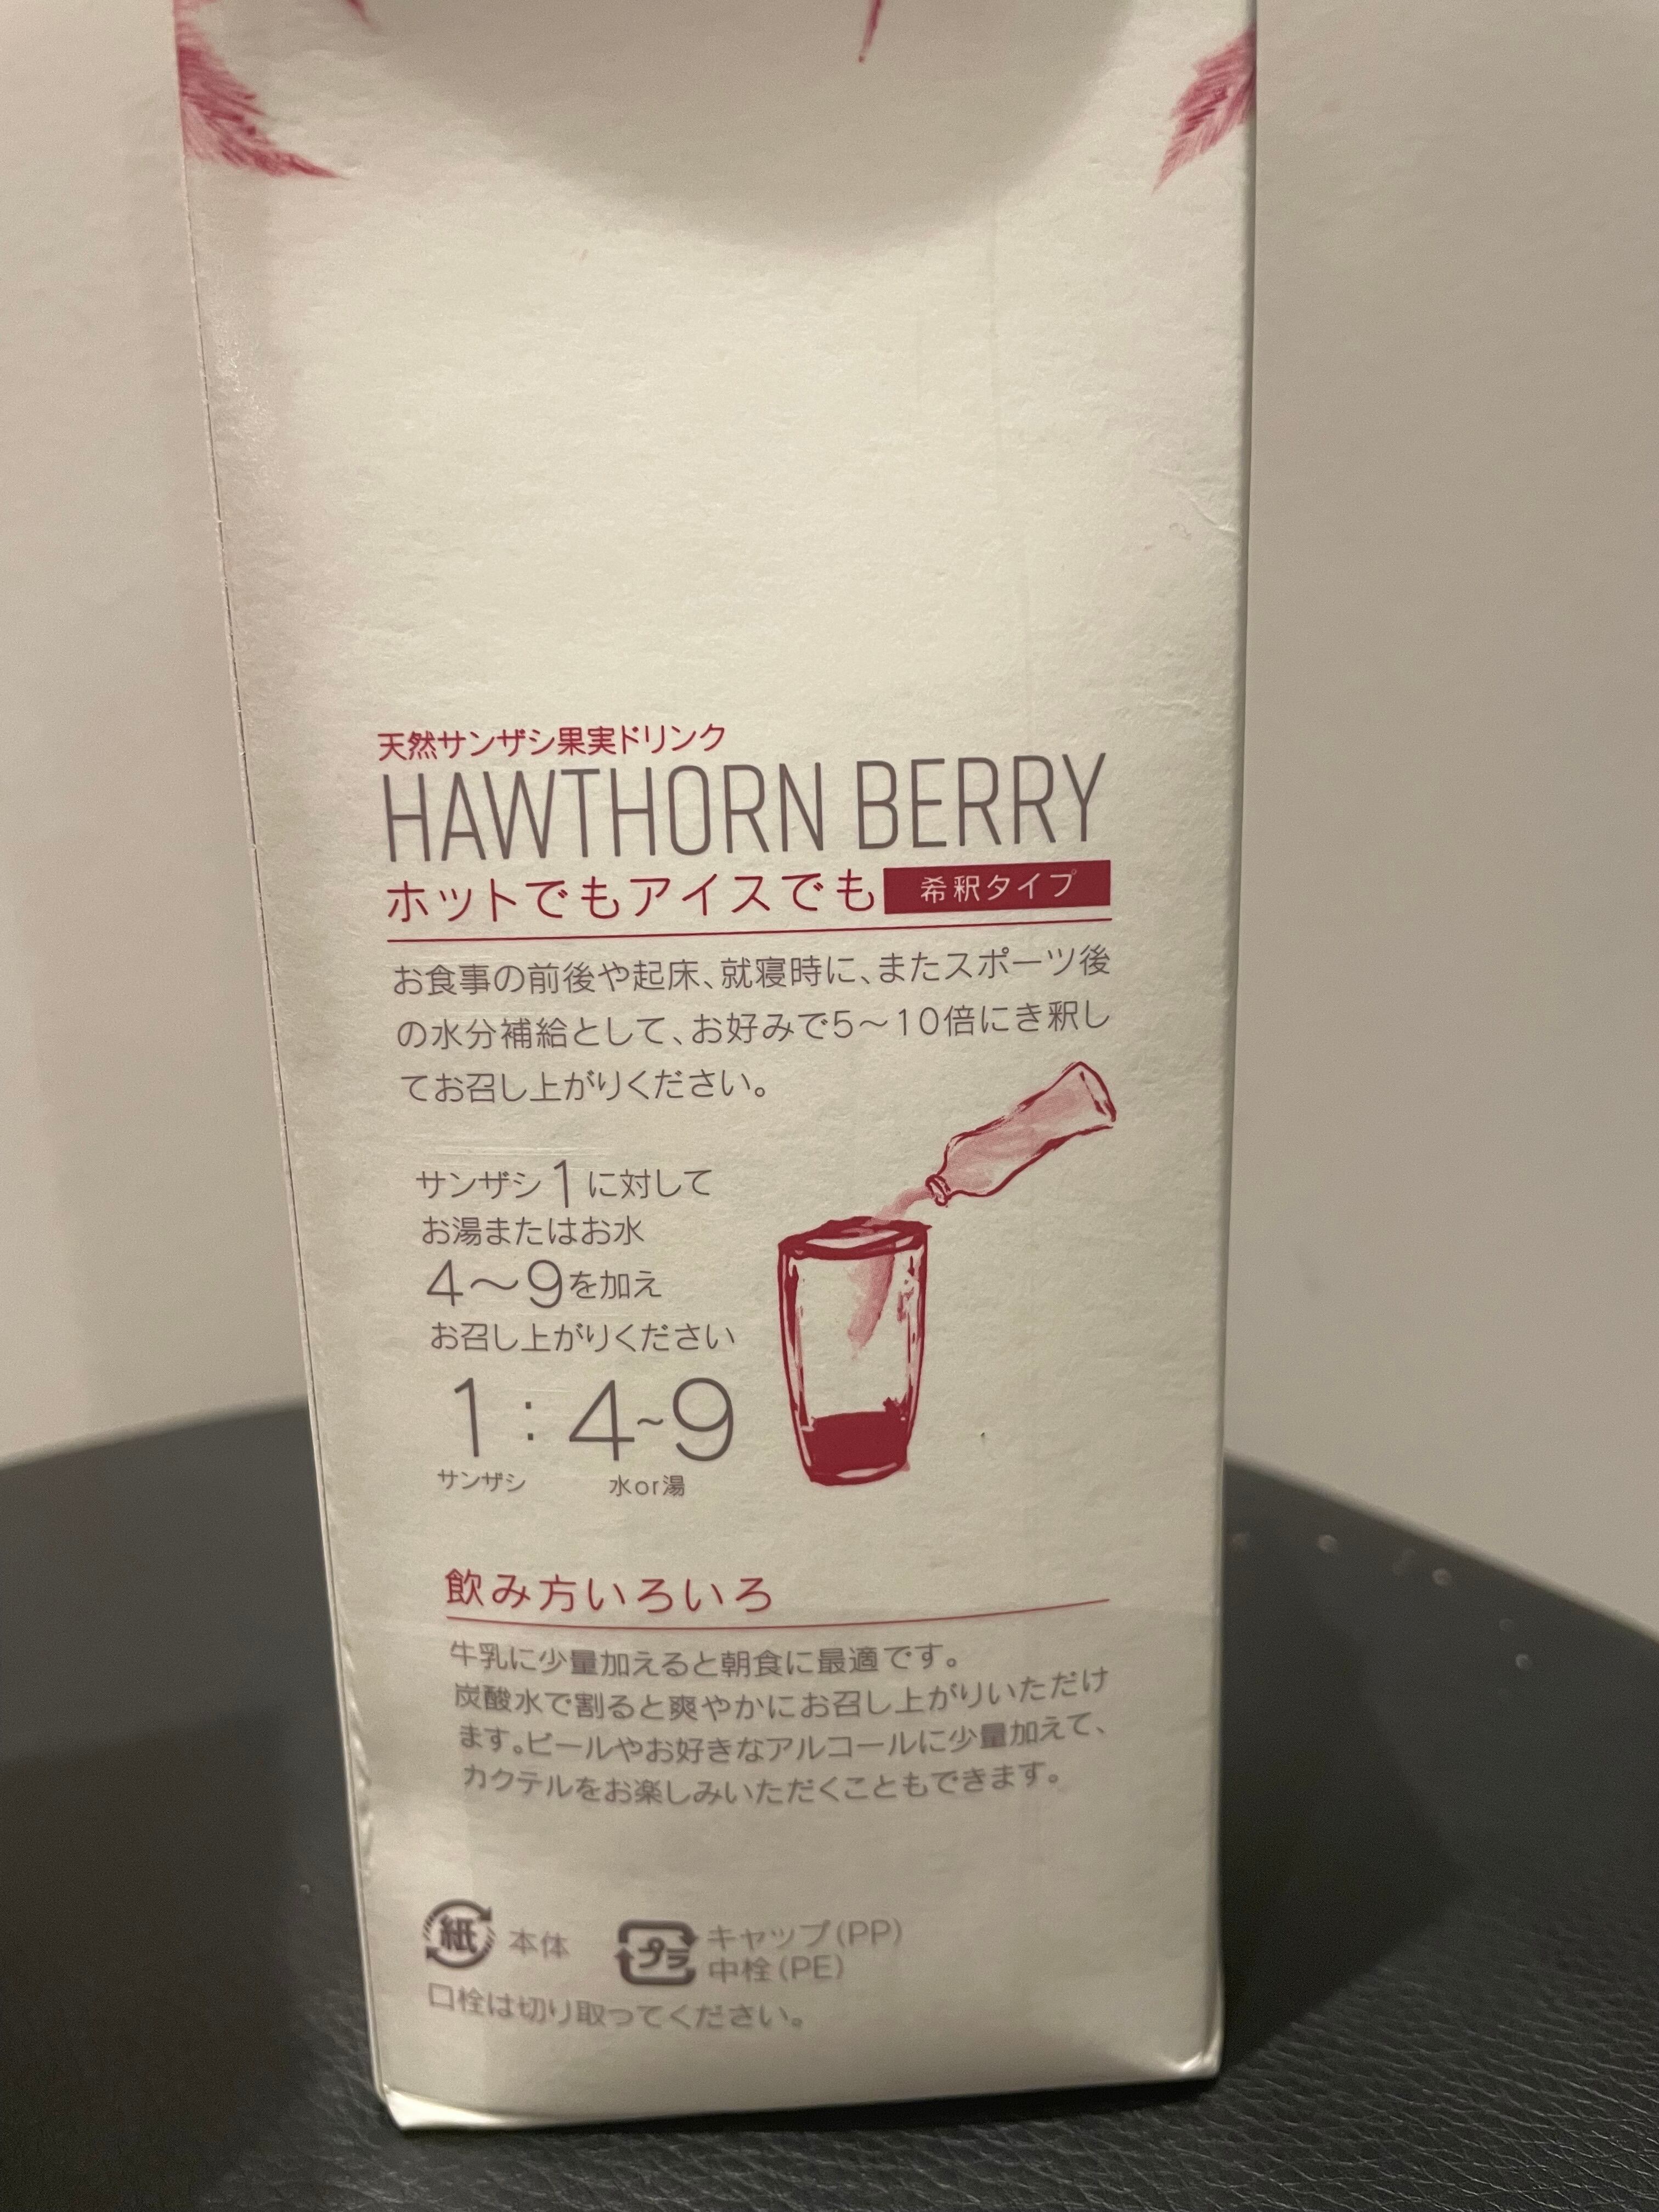 天然サンザシ果実ドリンク
HAWTHORN BERRY
ホットでもアイスでも 希釈タイプ
お食事の前後や起床、就寝時に、またスポーツ後
の水分補給として、お好みで5〜10倍にき釈し
てお召し上がりください。
サンザシ1に対して
お湯またはお水
4〜9を加え
お召し上がりください
1：4~9
サンザシ 水or湯
飲み方いろいろ
牛乳に少量加えると朝食に最適です。
炭酸水で割ると爽やかにお召し上がりいただけ
ます。ビールやお好きなアルコールに少量加えて、
カクテルをお楽しみいただくこともできます。
紙 本体 プラ キャップ(PP)
中栓(PE)
口栓は切り取ってください。